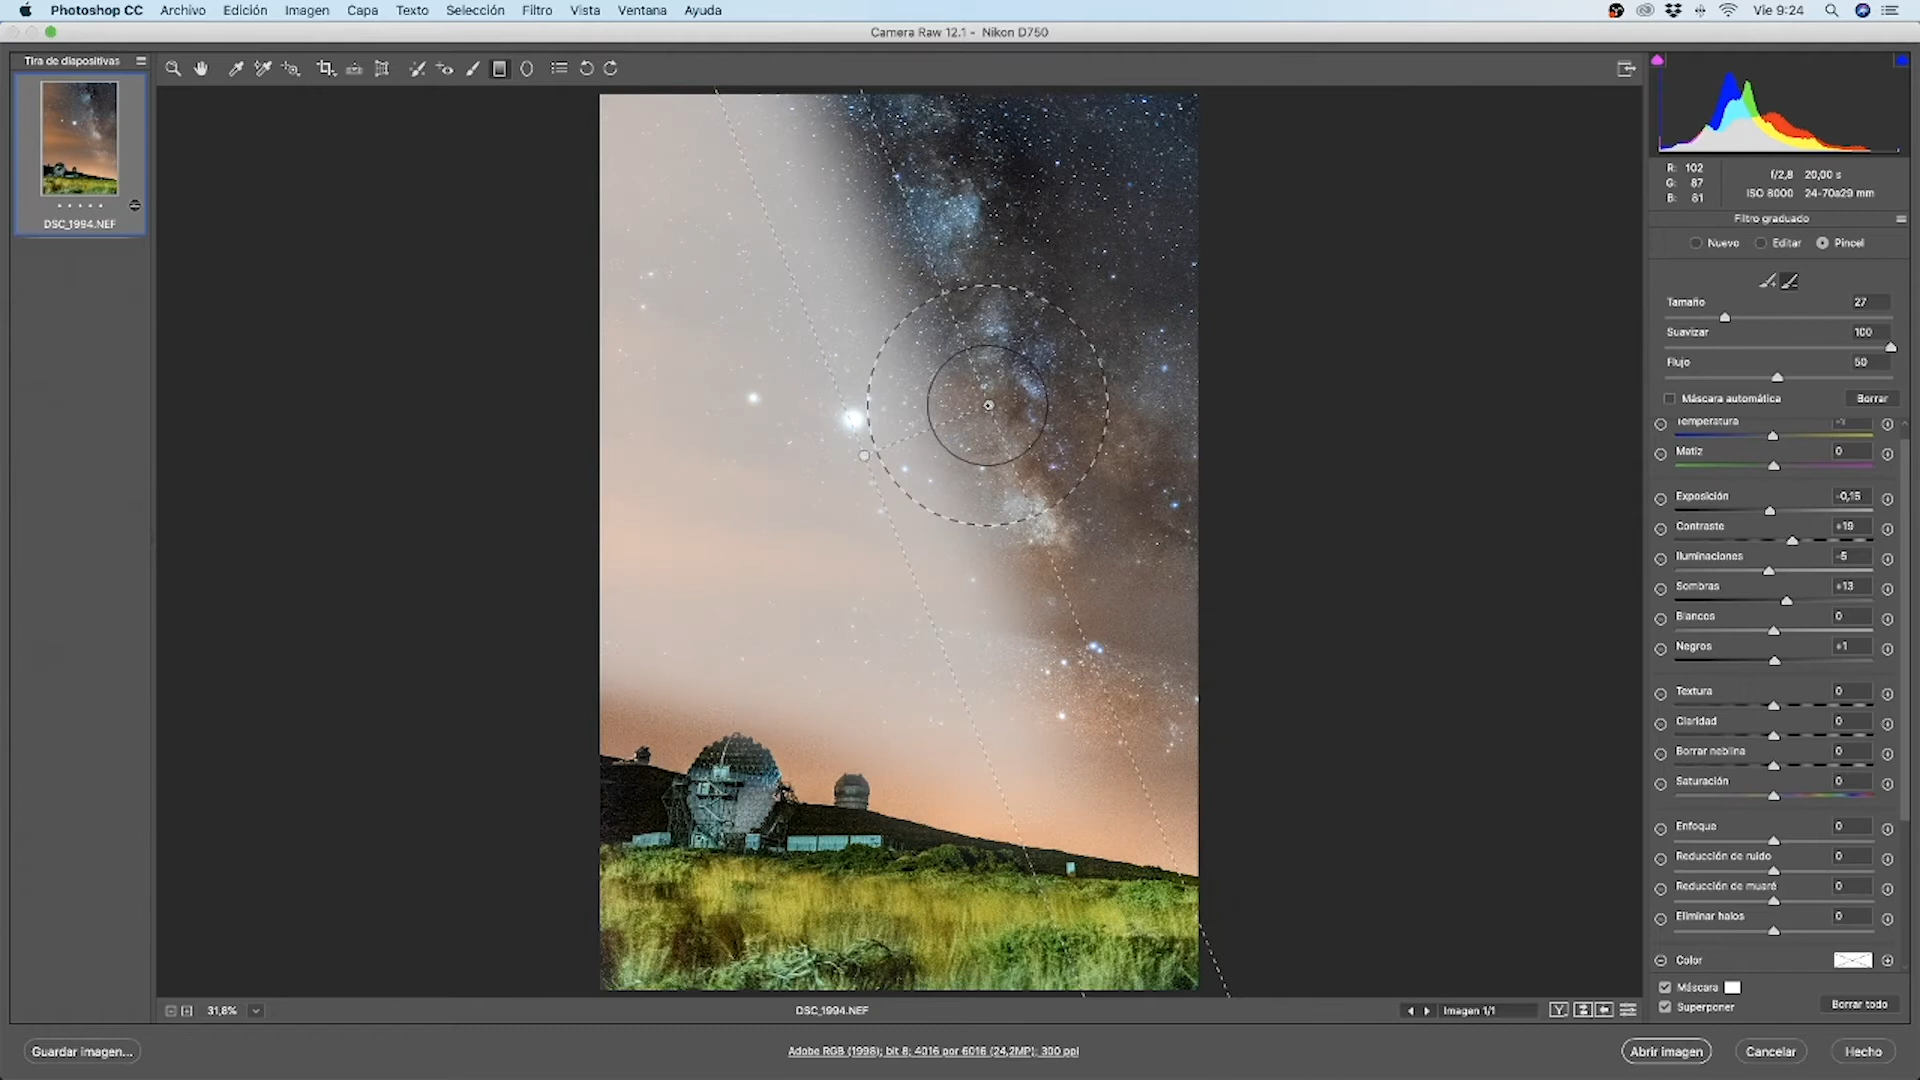 Photoshop CC Archivo Edición Imagen Capa Texto Selección Filtro Vista Ventana Ayuda Vie 9:24
Camera Raw 12.1 - Nikon D750
Tira de diapositivas
DSC_1994.NEF
R: 102
G: 87
B: 81
f/2,8 20,00 s
ISO 8000 24-70a29 mm
Filtro graduado
Nuevo Editar Pincel
Tamaño 27
Suavizar 100
Flujo 50
Máscara automática Borrar
Temperatura -1
Matiz 0
Exposición -0,15
Contraste +19
Iluminaciones -5
Sombras +13
Blancos 0
Negros +1
Textura 0
Claridad 0
Borrar neblina 0
Saturación 0
Enfoque 0
Reducción de ruido 0
Reducción de muaré 0
Eliminar halos 0
Color
Máscara
Superponer
Borrar todo
31,6% DSC_1994.NEF Imagen 1/1
Guardar imagen... Adobe RGB (1998); bit 8; 4016 por 6016 (24,2MP); 300 ppi Abrir imagen Cancelar Hecho